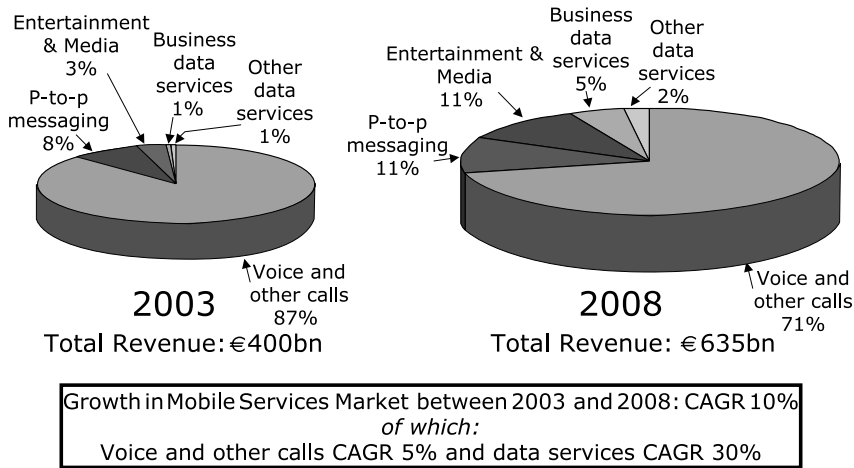 Entertainment
& Media
3%
Business
data
services
1%
Other
data
services
1%
P-to-p
messaging
8%
Voice and
other calls
87%
2003
Total Revenue: €400bn
Entertainment &
Media
11%
Business
data
services
5%
Other
data
services
2%
P-to-p
messaging
11%
Voice and
other calls
71%
2008
Total Revenue: €635bn
Growth in Mobile Services Market between 2003 and 2008: CAGR 10%
of which:
Voice and other calls CAGR 5% and data services CAGR 30%